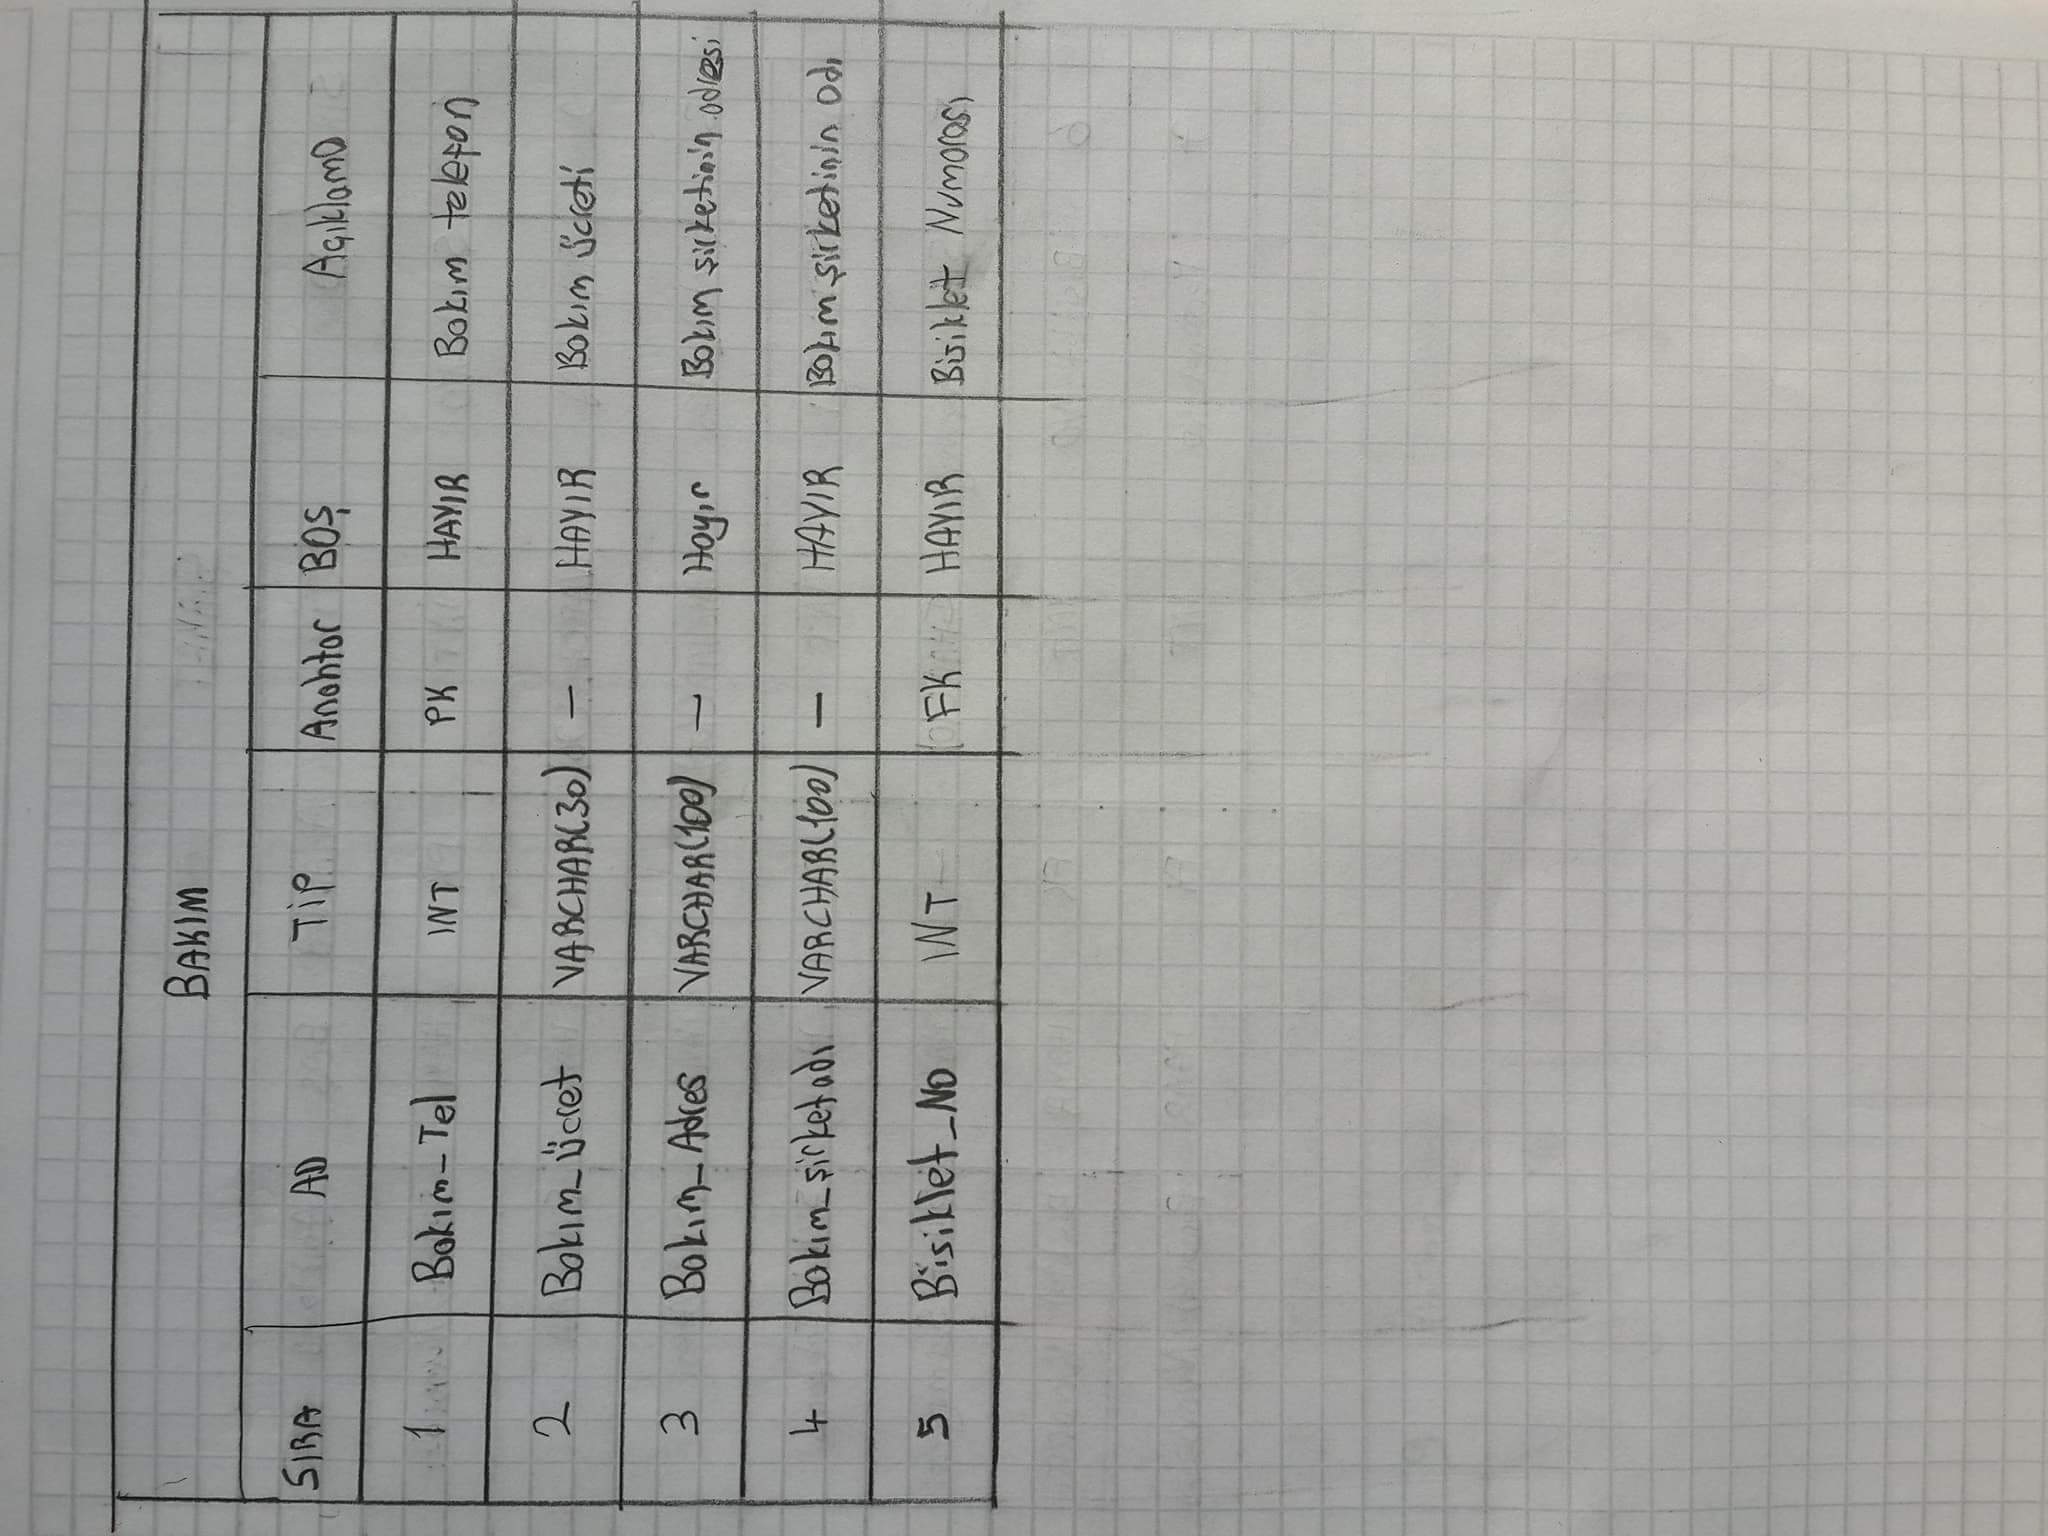 BAKIM
SIRA AD TİP Anahtar BOŞ Açıklama
1 Bakım_Tel INT PK HAYIR Bakım telefon
2 Bakım_ücret VARCHAR(30) — HAYIR Bakım ücreti
3 Bakım_Adres VARCHAR(100) — Hayır Bakım şirketinin adresi
4 Bakım_şirketadı VARCHAR(100) — HAYIR Bakım şirketinin adı
5 Bisiklet_No INT FK HAYIR Bisiklet Numarası